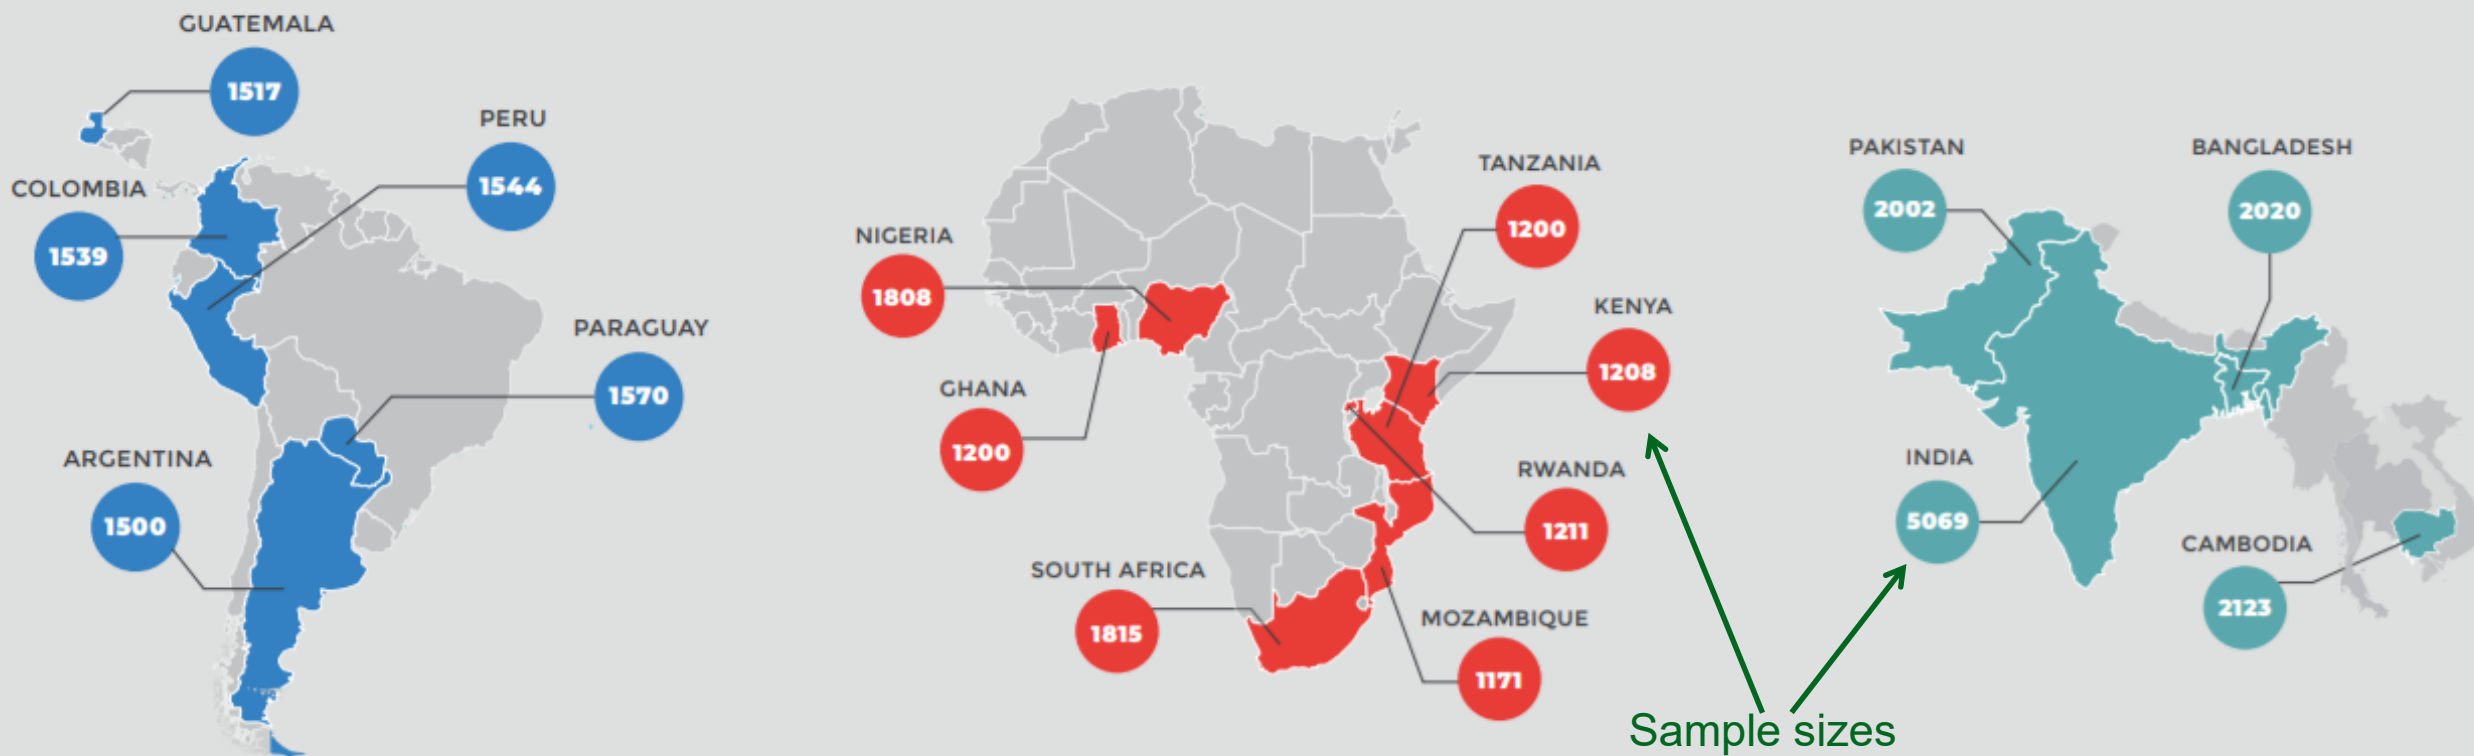 GUATEMALA
1517
PERU
1544
COLOMBIA
1539
PARAGUAY
1570
ARGENTINA
1500
TANZANIA
1200
NIGERIA
1808
KENYA
1208
GHANA
1200
RWANDA
1211
SOUTH AFRICA
1815
MOZAMBIQUE
1171
PAKISTAN
2002
BANGLADESH
2020
INDIA
5069
CAMBODIA
2123
Sample sizes